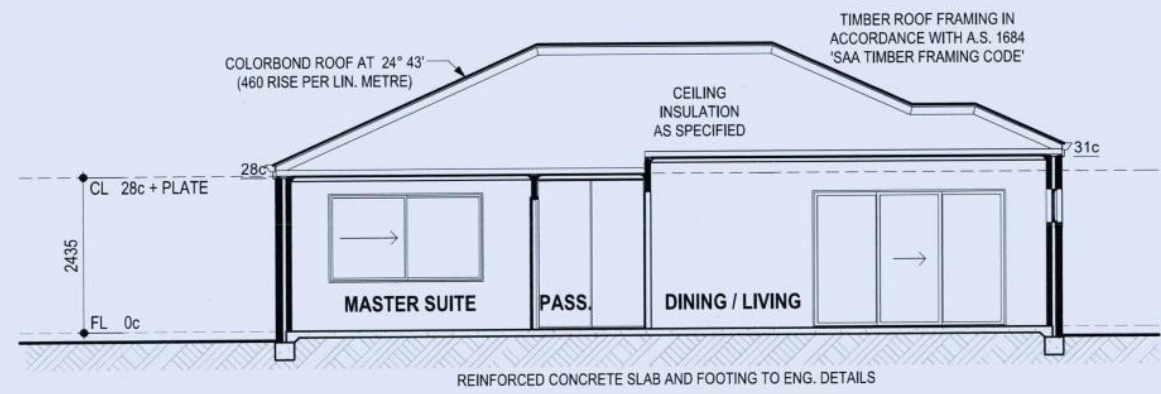 TIMBER ROOF FRAMING IN
ACCORDANCE WITH A.S. 1684
'SAA TIMBER FRAMING CODE'
COLORBOND ROOF AT 24° 43'
(460 RISE PER LIN. METRE)
CEILING
INSULATION
AS SPECIFIED
28c
31c
CL 28c + PLATE
2435
MASTER SUITE
PASS.
DINING / LIVING
FL 0c
REINFORCED CONCRETE SLAB AND FOOTING TO ENG. DETAILS